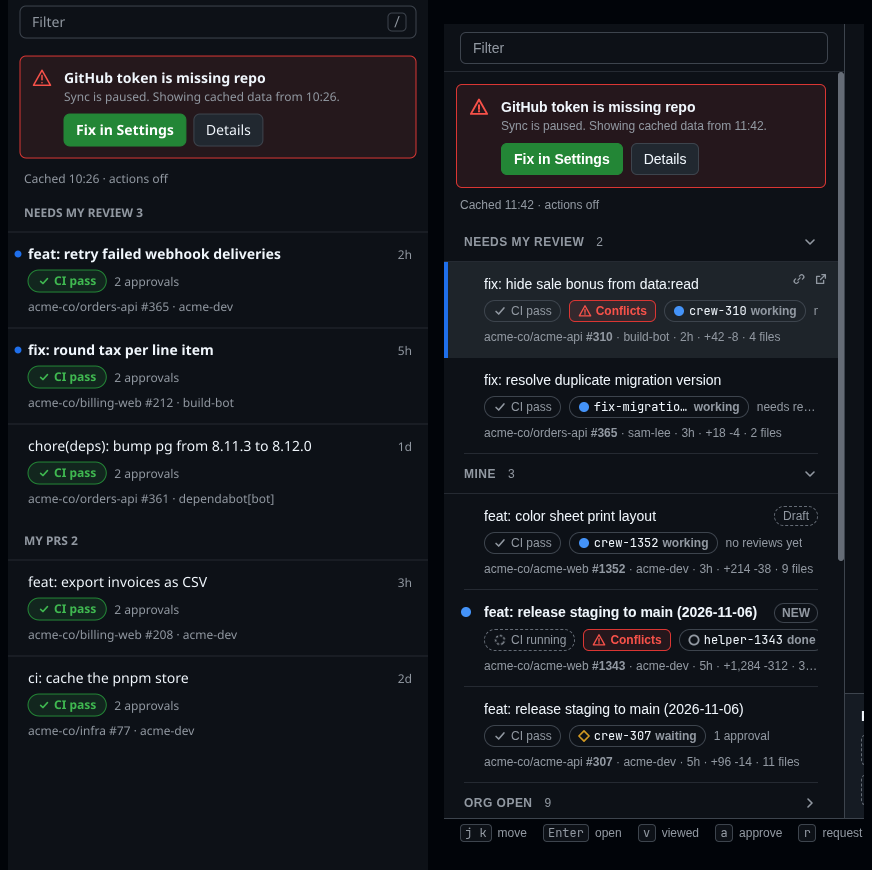 Filter /
GitHub token is missing repo
Sync is paused. Showing cached data from 10:26.
Fix in Settings Details
Cached 10:26 · actions off
NEEDS MY REVIEW 3
feat: retry failed webhook deliveries 2h
CI pass 2 approvals
acme-co/orders-api #365 · acme-dev
fix: round tax per line item 5h
CI pass 2 approvals
acme-co/billing-web #212 · build-bot
chore(deps): bump pg from 8.11.3 to 8.12.0 1d
CI pass 2 approvals
acme-co/orders-api #361 · dependabot[bot]
MY PRS 2
feat: export invoices as CSV 3h
CI pass 2 approvals
acme-co/billing-web #208 · acme-dev
ci: cache the pnpm store 2d
CI pass 2 approvals
acme-co/infra #77 · acme-dev
Filter
GitHub token is missing repo
Sync is paused. Showing cached data from 11:42.
Fix in Settings Details
Cached 11:42 · actions off
NEEDS MY REVIEW 2
fix: hide sale bonus from data:read
CI pass Conflicts crew-310 working r
acme-co/acme-api #310 · build-bot · 2h · +42 -8 · 4 files
fix: resolve duplicate migration version
CI pass fix-migratio… working needs re…
acme-co/orders-api #365 · sam-lee · 3h · +18 -4 · 2 files
MINE 3
feat: color sheet print layout Draft
CI pass crew-1352 working no reviews yet
acme-co/acme-web #1352 · acme-dev · 3h · +214 -38 · 9 files
feat: release staging to main (2026-11-06) NEW
CI running Conflicts helper-1343 done
acme-co/acme-web #1343 · acme-dev · 5h · +1,284 -312 · 3…
feat: release staging to main (2026-11-06)
CI pass crew-307 waiting 1 approval
acme-co/acme-api #307 · acme-dev · 5h · +96 -14 · 11 files
ORG OPEN 9
j k move Enter open v viewed a approve r request